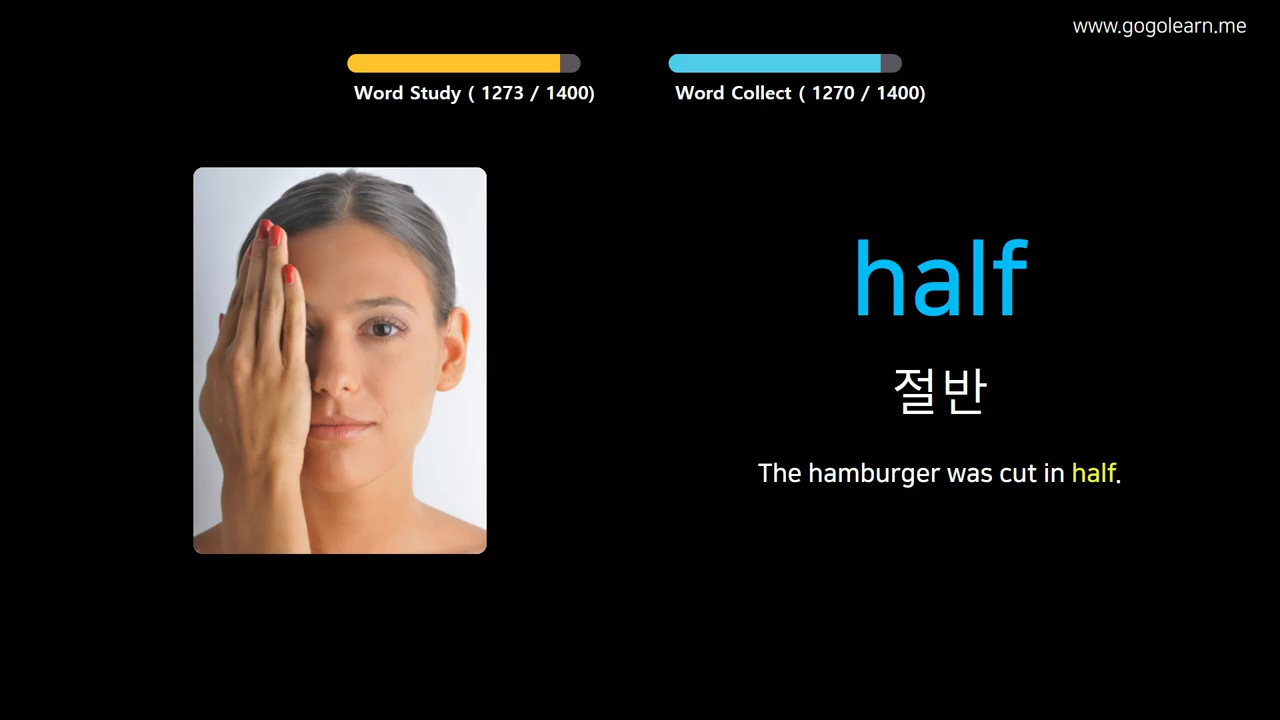 www.gogolearn.me
Word Study ( 1273 / 1400)
Word Collect ( 1270 / 1400)
half
절반
The hamburger was cut in half.